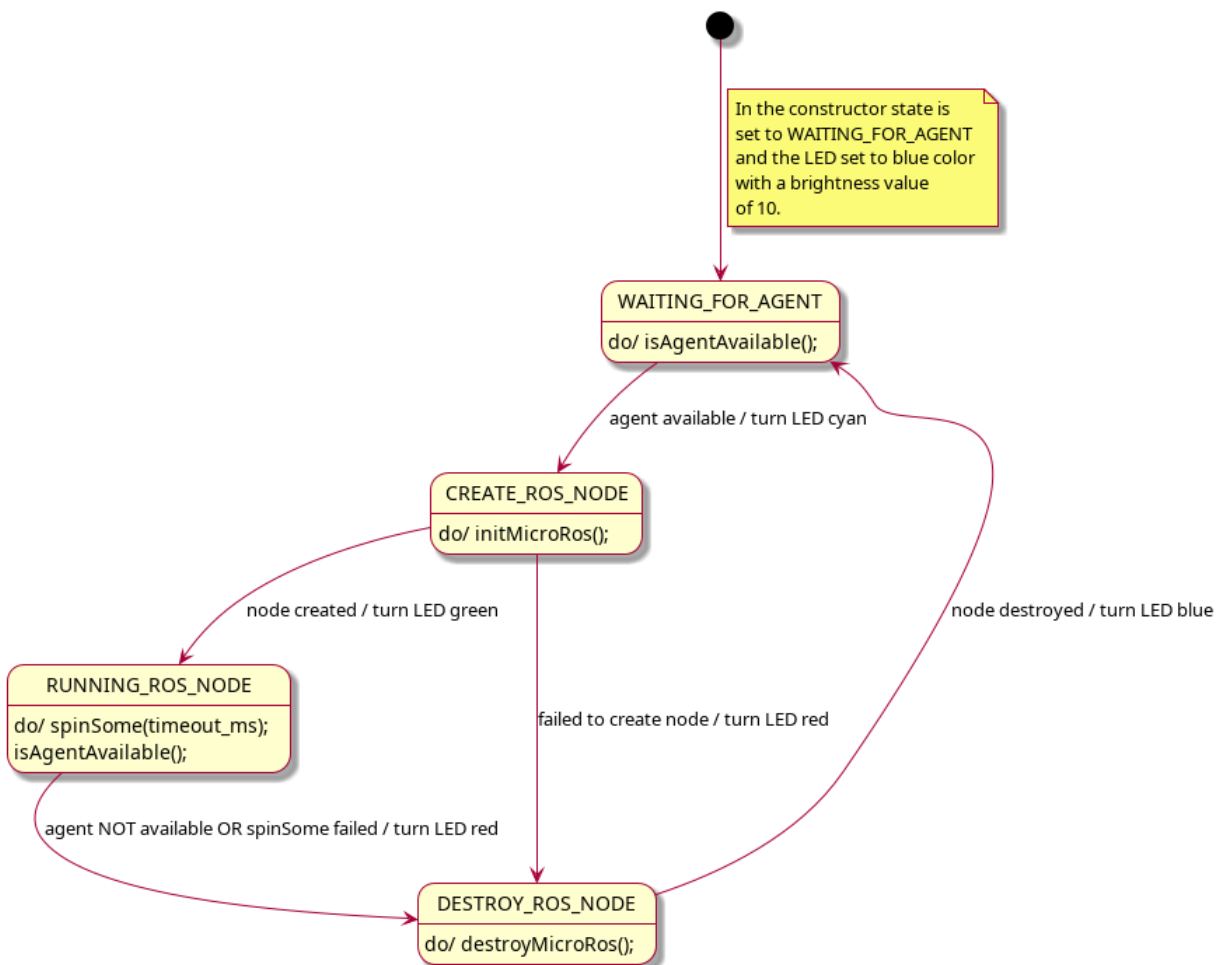 In the constructor state is
set to WAITING_FOR_AGENT
and the LED set to blue color
with a brightness value
of 10.
WAITING_FOR_AGENT
do/ isAgentAvailable();
agent available / turn LED cyan
CREATE_ROS_NODE
do/ initMicroRos();
node created / turn LED green
node destroyed / turn LED blue
RUNNING_ROS_NODE
do/ spinSome(timeout_ms);
isAgentAvailable();
failed to create node / turn LED red
agent NOT available OR spinSome failed / turn LED red
DESTROY_ROS_NODE
do/ destroyMicroRos();